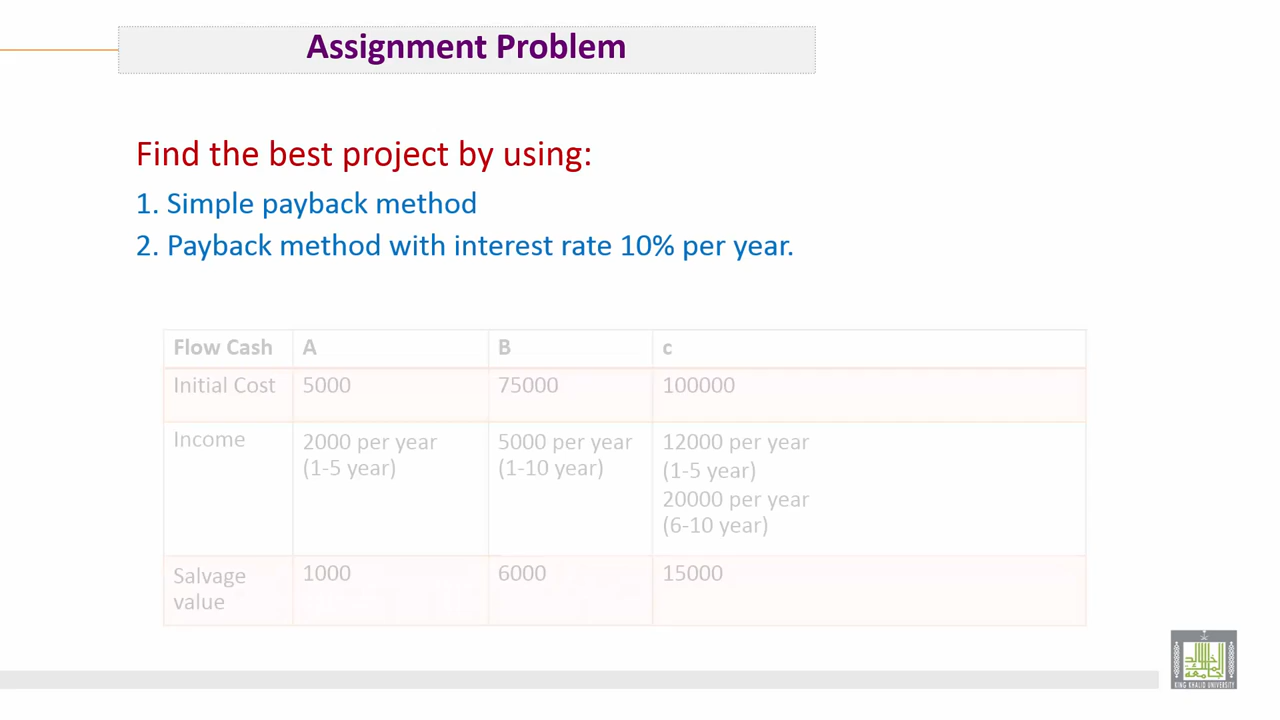 Assignment Problem
Find the best project by using:
1. Simple payback method
2. Payback method with interest rate 10% per year.
Flow Cash A B c
Initial Cost 5000 75000 100000
Income 2000 per year 5000 per year 12000 per year
(1-5 year) (1-10 year) (1-5 year)
20000 per year
(6-10 year)
Salvage 1000 6000 15000
value
KING KHALID UNIVERSITY